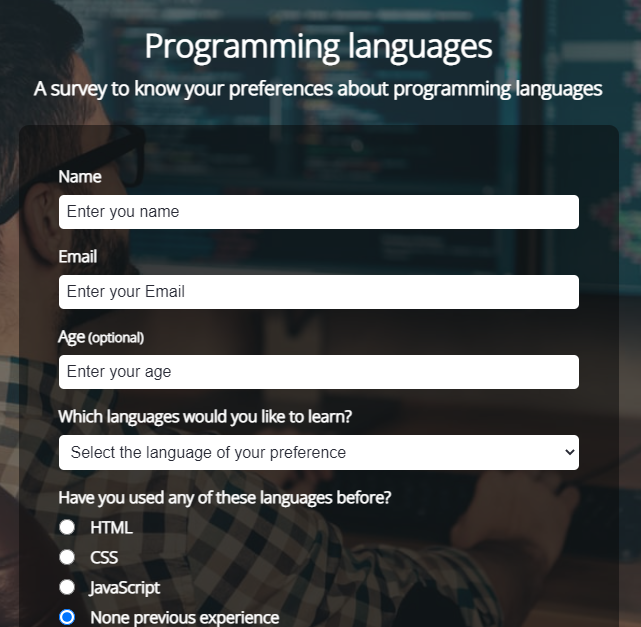 Programming languages
A survey to know your preferences about programming languages
Name
Enter you name
Email
Enter your Email
Age (optional)
Enter your age
Which languages would you like to learn?
Select the language of your preference
Have you used any of these languages before?
HTML
CSS
JavaScript
None previous experience